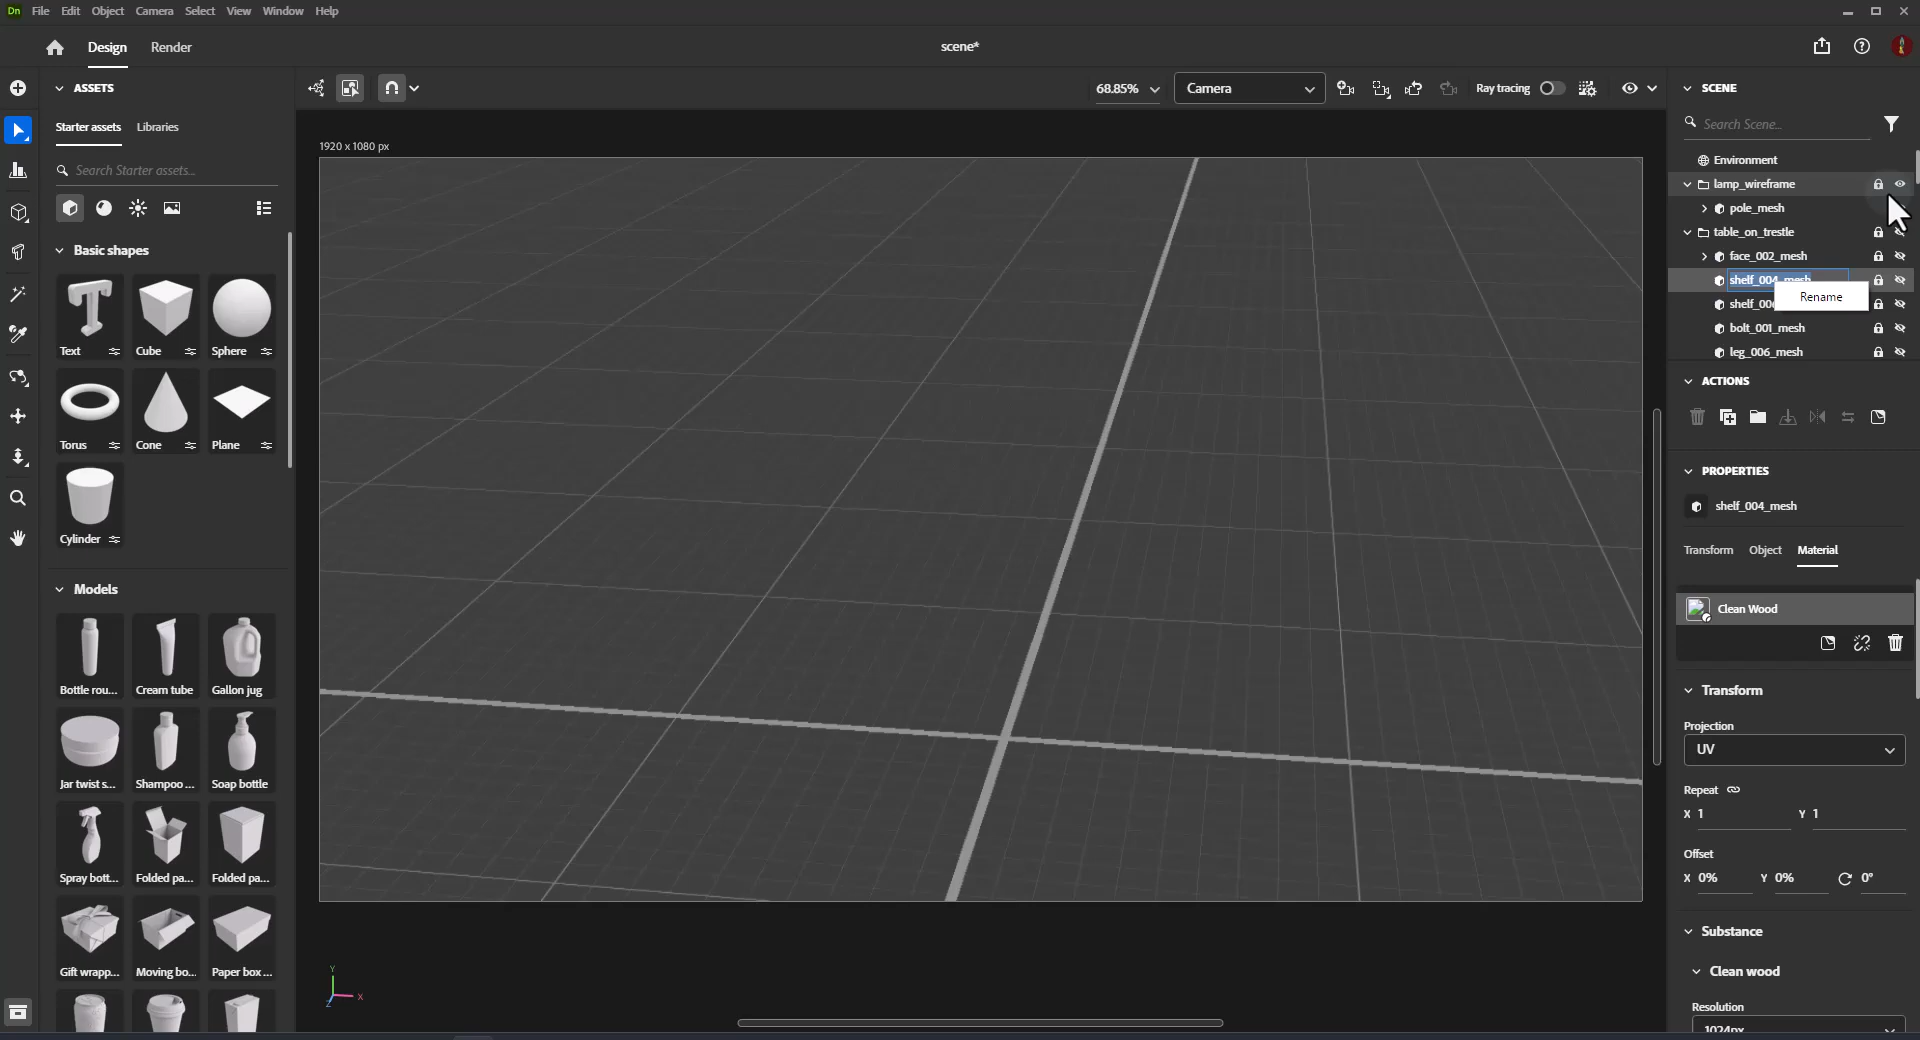 Dn File Edit Object Camera Select View Window Help
Design Render scene*
ASSETS
Starter assets Libraries
Search Starter assets...
Basic shapes
Text Cube Sphere
Torus Cone Plane
Cylinder
Models
Bottle rou... Cream tube Gallon jug
Jar twist s... Shampoo ... Soap bottle
Spray bott... Folded pa... Folded pa...
Gift wrapp... Moving bo... Paper box ...
68.85% Camera Ray tracing
1920 x 1080 px
Y
X
Z
SCENE
Search Scene...
Environment
lamp_wireframe
pole_mesh
table_on_trestle
face_002_mesh
shelf_004_mesh
Rename
bolt_001_mesh
leg_006_mesh
ACTIONS
PROPERTIES
shelf_004_mesh
Transform Object Material
Clean Wood
Transform
Projection
UV
Repeat
X 1 Y 1
Offset
X 0% Y 0% 0°
Substance
Clean wood
Resolution
1024px